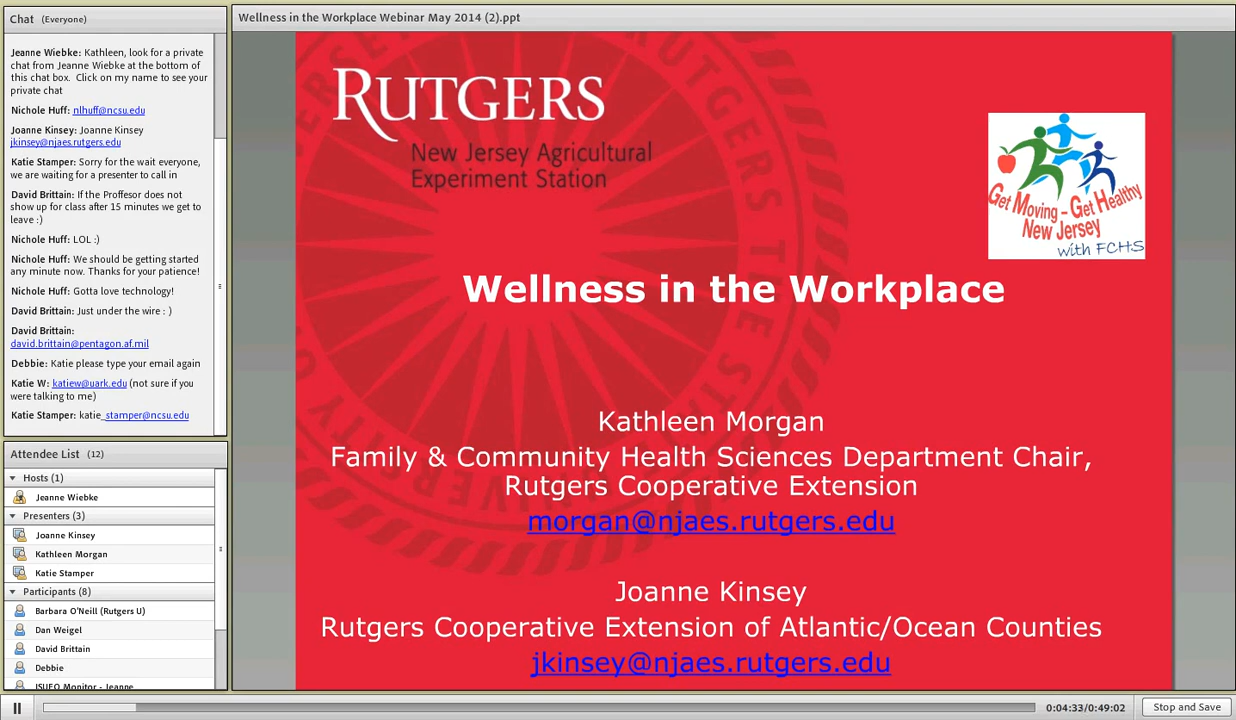 Chat (Everyone)
Jeanne Wiebke: Kathleen, look for a private
chat from Jeanne Wiebke at the bottom of
this chat box. Click on my name to see your
private chat
Nichole Huff: nlhuff@ncsu.edu
Joanne Kinsey: Joanne Kinsey
jkinsey@njaes.rutgers.edu
Katie Stamper: Sorry for the wait everyone,
we are waiting for a presenter to call in
David Brittain: If the Proffesor does not
show up for class after 15 minutes we get to
leave :)
Nichole Huff: LOL :)
Nichole Huff: We should be getting started
any minute now. Thanks for your patience!
Nichole Huff: Gotta love technology!
David Brittain: Just under the wire : )
David Brittain:
david.brittain@pentagon.af.mil
Debbie: Katie please type your email again
Katie W: katiew@uark.edu (not sure if you
were talking to me)
Katie Stamper: katie_stamper@ncsu.edu
Attendee List (12)
Hosts (1)
Jeanne Wiebke
Presenters (3)
Joanne Kinsey
Kathleen Morgan
Katie Stamper
Participants (8)
Barbara O'Neill (Rutgers U)
Dan Weigel
David Brittain
Debbie
ISUEO Monitor - Jeanne...
Wellness in the Workplace Webinar May 2014 (2).ppt
RUTGERS
New Jersey Agricultural
Experiment Station
Get Moving - Get Healthy
New Jersey
with FCHS
Wellness in the Workplace
Kathleen Morgan
Family & Community Health Sciences Department Chair,
Rutgers Cooperative Extension
morgan@njaes.rutgers.edu
Joanne Kinsey
Rutgers Cooperative Extension of Atlantic/Ocean Counties
jkinsey@njaes.rutgers.edu
0:04:33/0:49:02
Stop and Save